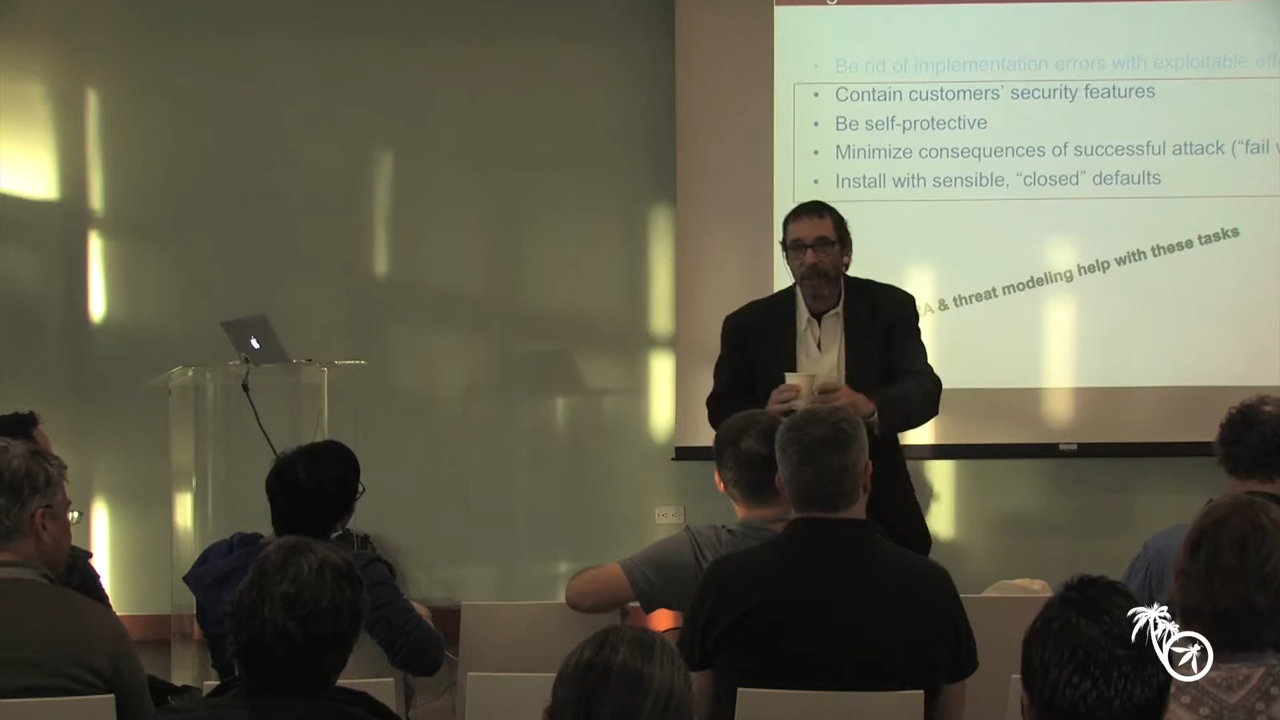 • Be rid of implementation errors with exploitable
• Contain customers’ security features
• Be self-protective
• Minimize consequences of successful attack (“fail
• Install with sensible, “closed” defaults
& threat modeling help with these tasks